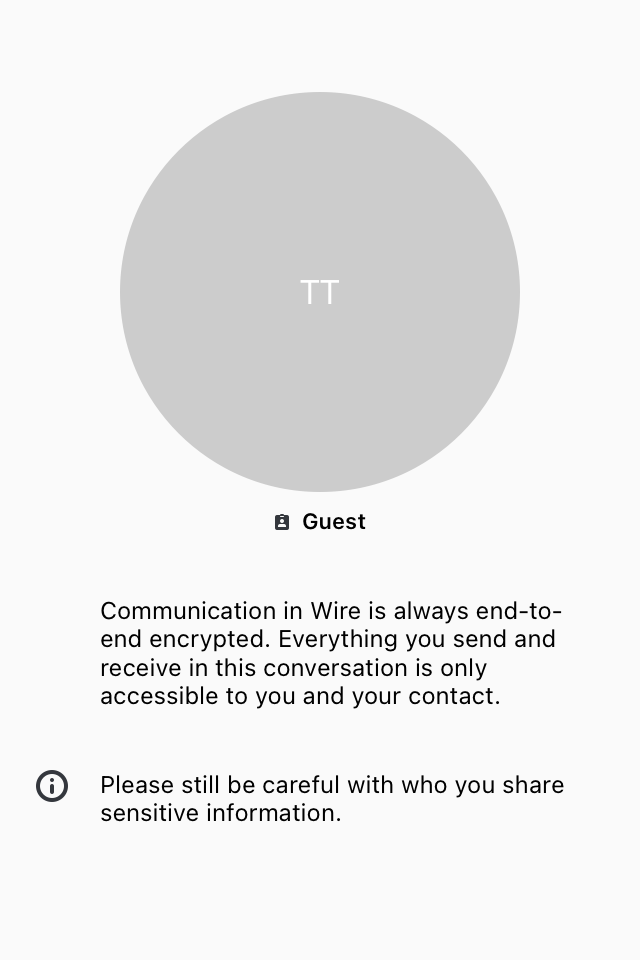 TT
Guest
Communication in Wire is always end-to-
end encrypted. Everything you send and
receive in this conversation is only
accessible to you and your contact.
Please still be careful with who you share
sensitive information.